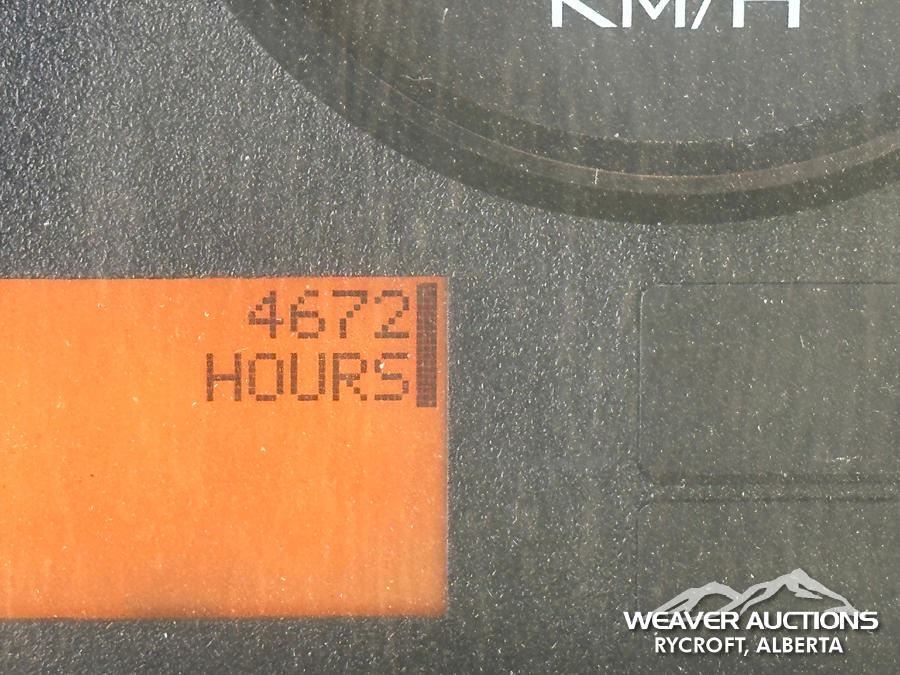 KM/H
4672
HOURS
WEAVER AUCTIONS
RYCROFT, ALBERTA